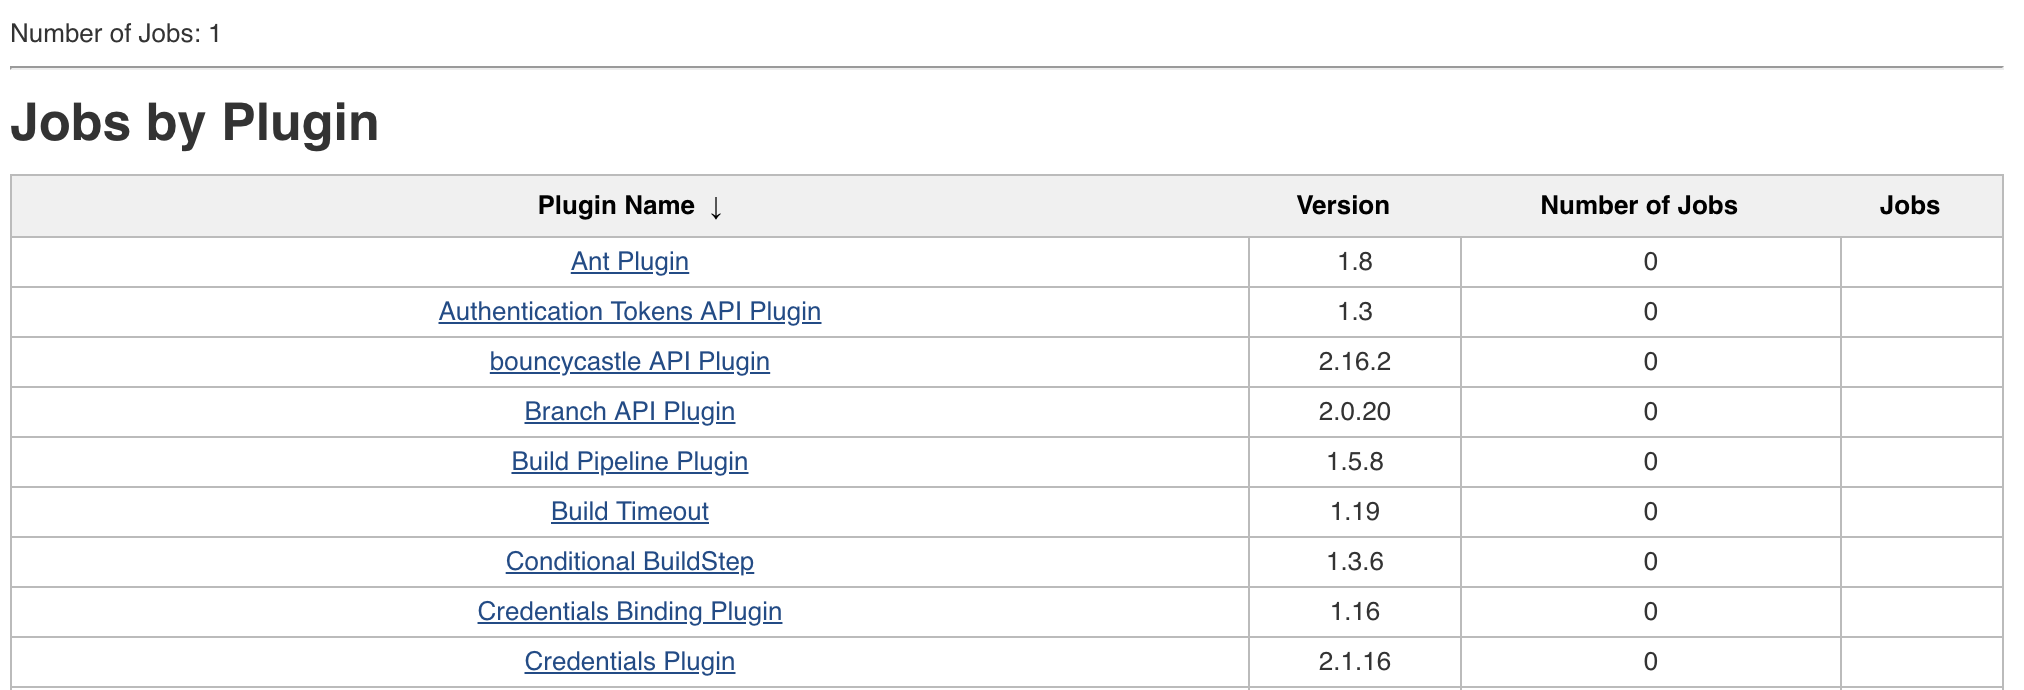 Number of Jobs: 1
Jobs by Plugin
Plugin Name ↓ Version Number of Jobs Jobs
Ant Plugin 1.8 0
Authentication Tokens API Plugin 1.3 0
bouncycastle API Plugin 2.16.2 0
Branch API Plugin 2.0.20 0
Build Pipeline Plugin 1.5.8 0
Build Timeout 1.19 0
Conditional BuildStep 1.3.6 0
Credentials Binding Plugin 1.16 0
Credentials Plugin 2.1.16 0